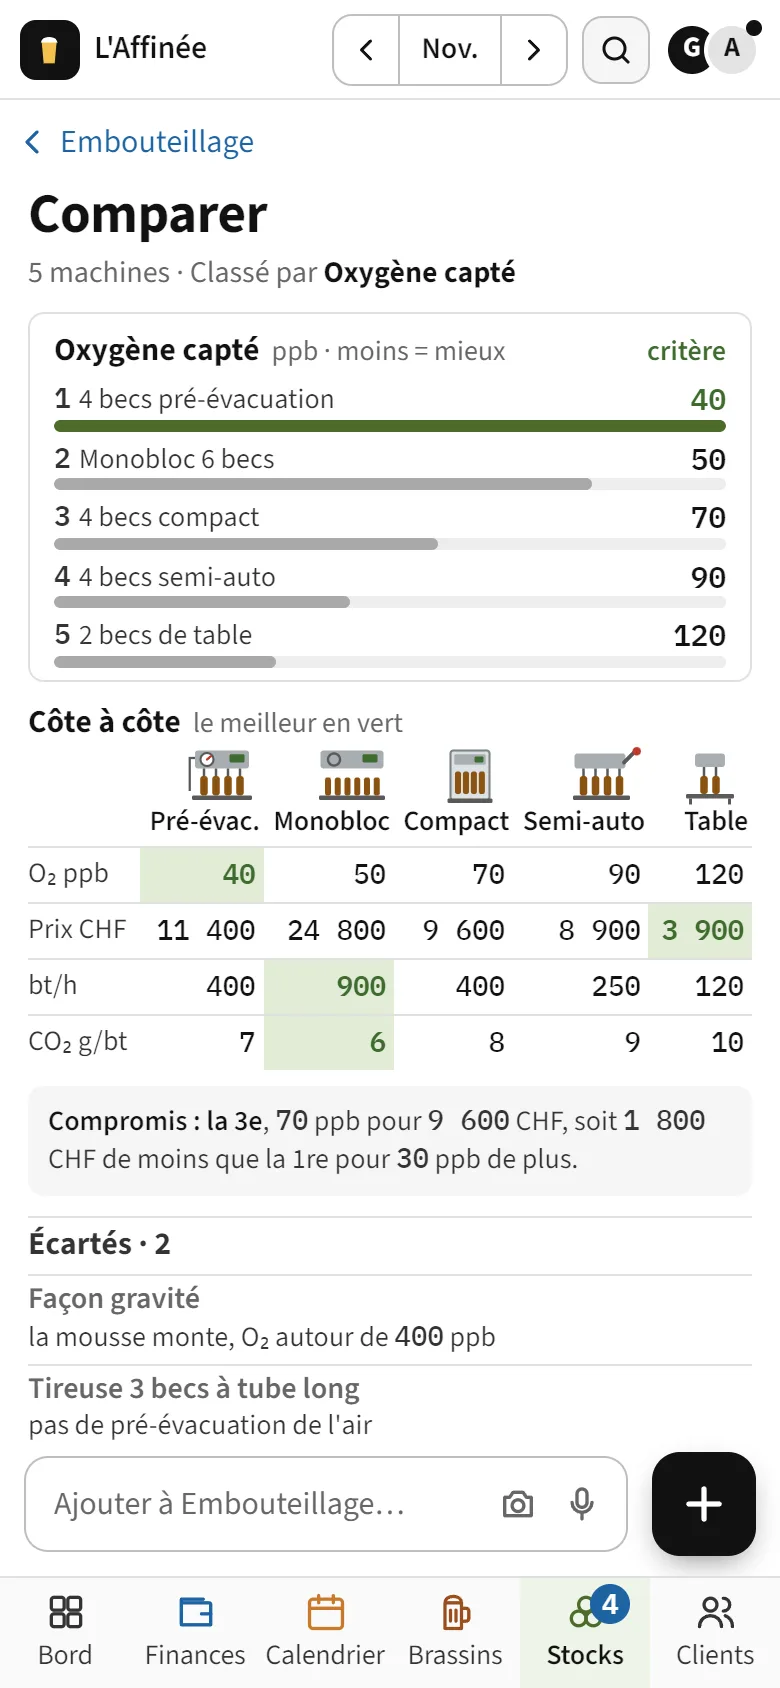 L'Affinée
Nov.
G A
Embouteillage
Comparer
5 machines · Classé par Oxygène capté
Oxygène capté ppb · moins = mieux critère
1 4 becs pré-évacuation 40
2 Monobloc 6 becs 50
3 4 becs compact 70
4 4 becs semi-auto 90
5 2 becs de table 120
Côte à côte le meilleur en vert
Pré-évac. Monobloc Compact Semi-auto Table
O₂ ppb 40 50 70 90 120
Prix CHF 11 400 24 800 9 600 8 900 3 900
bt/h 400 900 400 250 120
CO₂ g/bt 7 6 8 9 10
Compromis : la 3e, 70 ppb pour 9 600 CHF, soit 1 800
CHF de moins que la 1re pour 30 ppb de plus.
Écartés · 2
Façon gravité
la mousse monte, O₂ autour de 400 ppb
Tireuse 3 becs à tube long
pas de pré-évacuation de l'air
Ajouter à Embouteillage…
4
Bord Finances Calendrier Brassins Stocks Clients